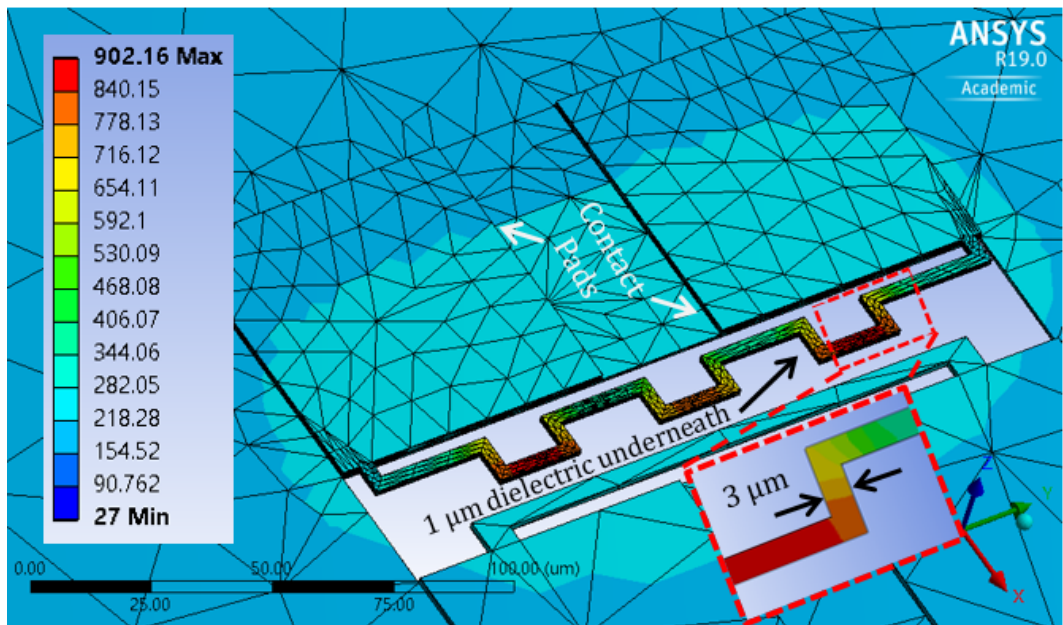 902.16 Max
840.15
778.13
716.12
654.11
592.1
530.09
468.08
406.07
344.06
282.05
218.28
154.52
90.762
27 Min
ANSYS
R19.0
Academic
Contact
Pads
1 μm dielectric underneath
3 μm
Z
Y
X
0.00
50.00
100.00 (um)
25.00
75.00